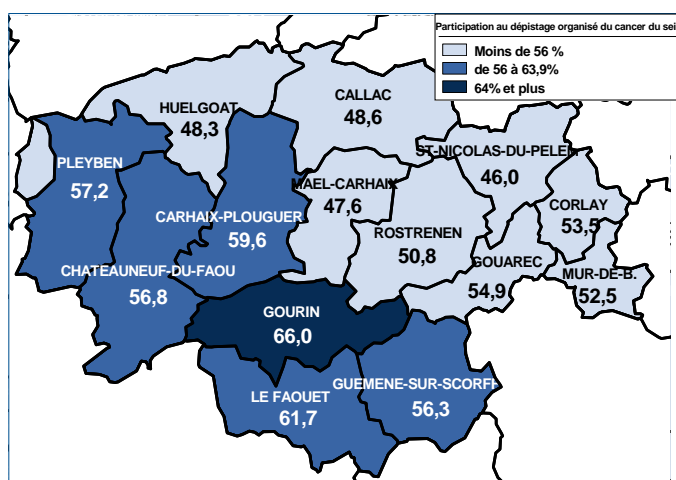 Participation au dépistage organisé du cancer du sei
Moins de 56 %
de 56 à 63,9%
64% et plus
HUELGOAT
48,3
CALLAC
48,6
PLEYBEN
57,2
ST-NICOLAS-DU-PELEM
46,0
MAEL-CARHAIX
47,6
CORLAY
53,5
CARHAIX-PLOUGUER
59,6
ROSTRENEN
50,8
GOUAREC
54,9
MUR-DE-B.
52,5
CHATEAUNEUF-DU-FAOU
56,8
GOURIN
66,0
LE FAOUET
61,7
GUEMENE-SUR-SCORFF
56,3